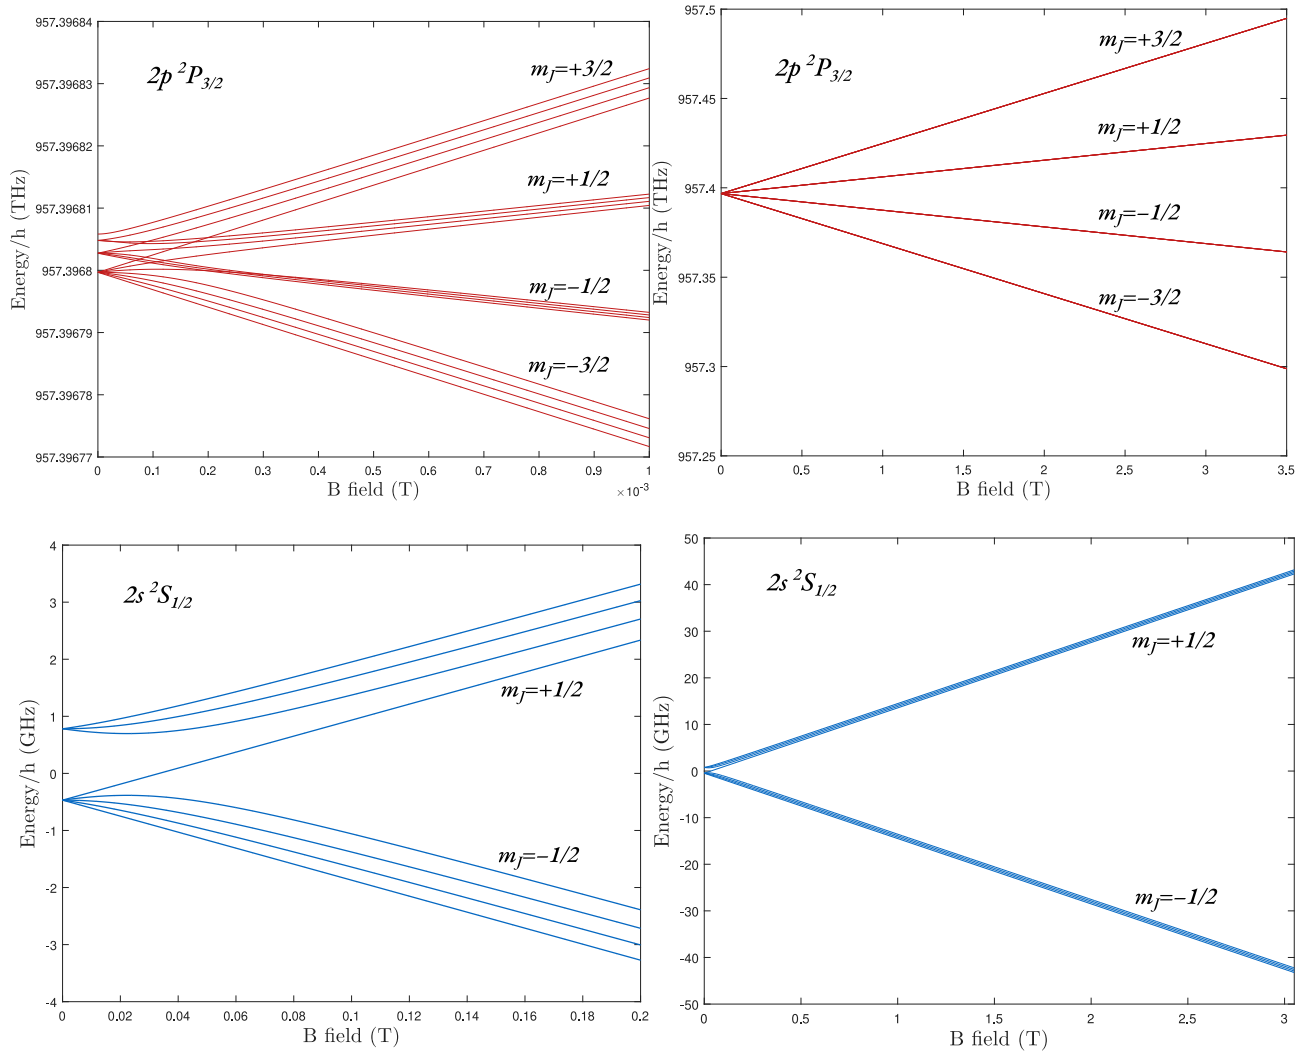 2p ²P3/2
mJ=+3/2
mJ=+1/2
mJ=−1/2
mJ=−3/2
957.39684
957.39683
957.39682
957.39681
957.3968
957.39679
957.39678
957.39677
Energy/h (THz)
0 0.1 0.2 0.3 0.4 0.5 0.6 0.7 0.8 0.9 1
B field (T)
×10⁻³
2p ²P3/2
mJ=+3/2
mJ=+1/2
mJ=−1/2
mJ=−3/2
957.5
957.45
957.4
957.35
957.3
957.25
Energy/h (THz)
0 0.5 1 1.5 2 2.5 3 3.5
B field (T)
2s ²S1/2
mJ=+1/2
mJ=−1/2
4
3
2
1
0
-1
-2
-3
-4
Energy/h (GHz)
0 0.02 0.04 0.06 0.08 0.1 0.12 0.14 0.16 0.18 0.2
B field (T)
2s ²S1/2
mJ=+1/2
mJ=−1/2
50
40
30
20
10
0
-10
-20
-30
-40
-50
Energy/h (GHz)
0 0.5 1 1.5 2 2.5 3
B field (T)